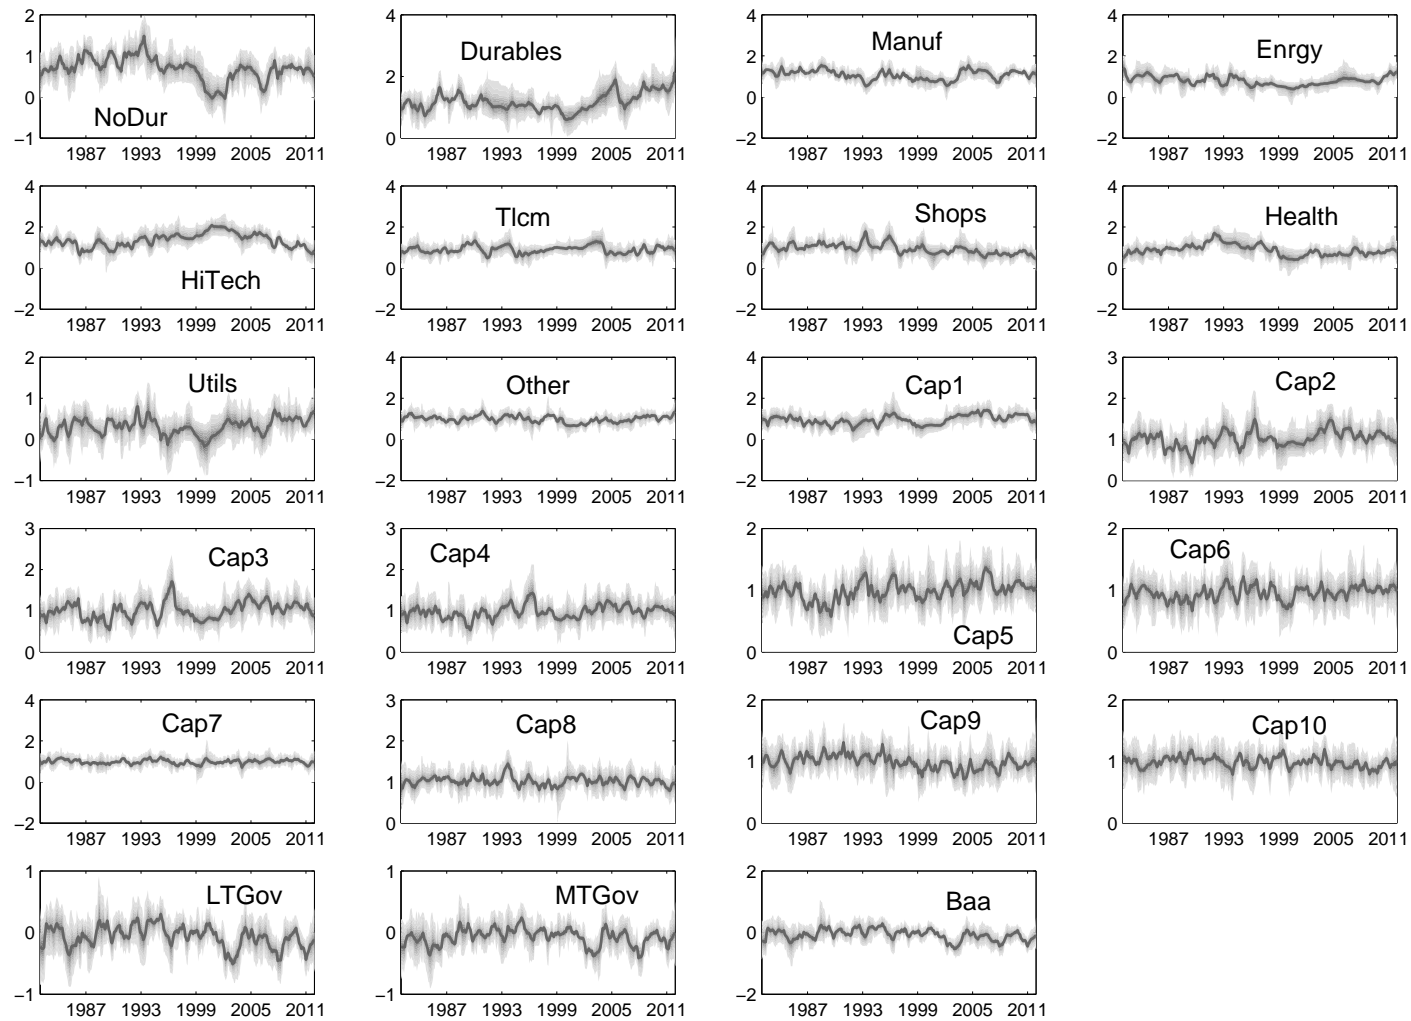 2
1
0
−1
NoDur
1987 1993 1999 2005 2011
4
2
0
Durables
1987 1993 1999 2005 2011
4
2
0
−2
Manuf
1987 1993 1999 2005 2011
4
2
0
−2
Enrgy
1987 1993 1999 2005 2011
4
2
0
−2
HiTech
1987 1993 1999 2005 2011
4
2
0
−2
Tlcm
1987 1993 1999 2005 2011
4
2
0
−2
Shops
1987 1993 1999 2005 2011
4
2
0
−2
Health
1987 1993 1999 2005 2011
2
1
0
−1
Utils
1987 1993 1999 2005 2011
4
2
0
−2
Other
1987 1993 1999 2005 2011
4
2
0
−2
Cap1
1987 1993 1999 2005 2011
3
2
1
0
Cap2
1987 1993 1999 2005 2011
3
2
1
0
Cap3
1987 1993 1999 2005 2011
3
2
1
0
Cap4
1987 1993 1999 2005 2011
2
1
0
Cap5
1987 1993 1999 2005 2011
2
1
0
Cap6
1987 1993 1999 2005 2011
4
2
0
−2
Cap7
1987 1993 1999 2005 2011
3
2
1
0
Cap8
1987 1993 1999 2005 2011
2
1
0
Cap9
1987 1993 1999 2005 2011
2
1
0
Cap10
1987 1993 1999 2005 2011
1
0
−1
LTGov
1987 1993 1999 2005 2011
1
0
−1
MTGov
1987 1993 1999 2005 2011
2
0
−2
Baa
1987 1993 1999 2005 2011